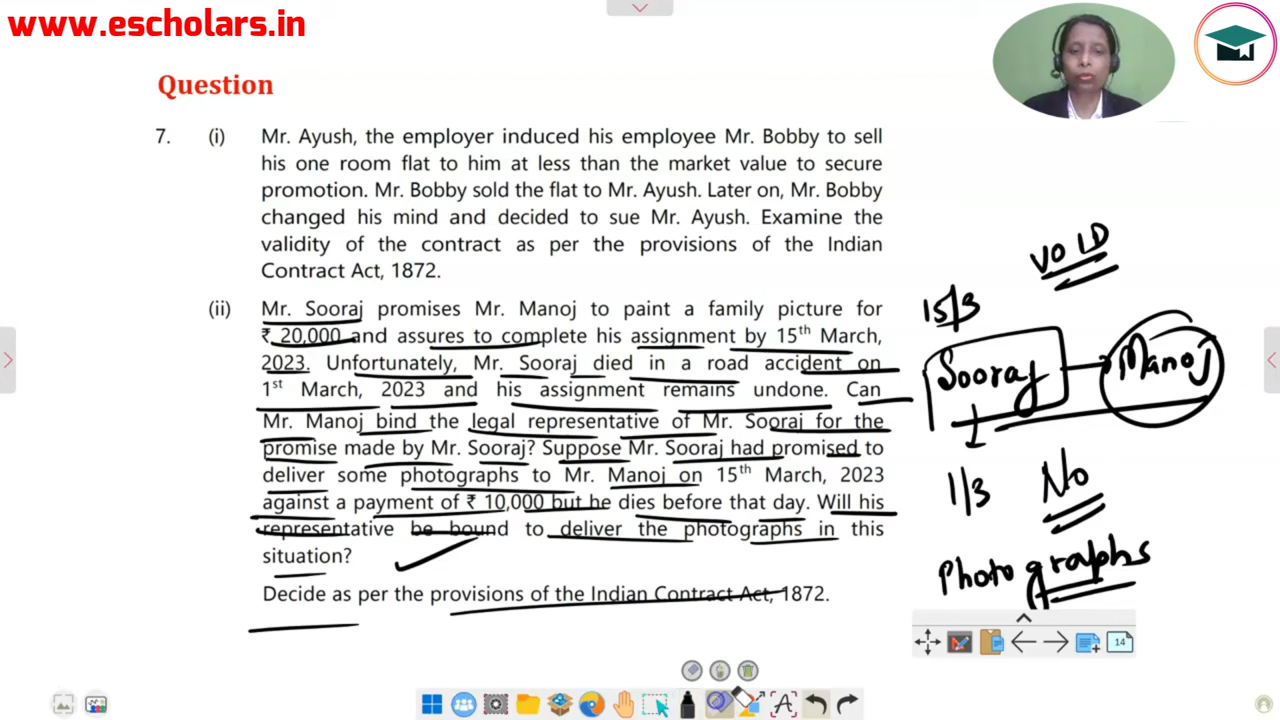 www.escholars.in
Question
7. (i) Mr. Ayush, the employer induced his employee Mr. Bobby to sell
his one room flat to him at less than the market value to secure
promotion. Mr. Bobby sold the flat to Mr. Ayush. Later on, Mr. Bobby
changed his mind and decided to sue Mr. Ayush. Examine the
validity of the contract as per the provisions of the Indian
Contract Act, 1872.
(ii) Mr. Sooraj promises Mr. Manoj to paint a family picture for
₹ 20,000 and assures to complete his assignment by 15th March,
2023. Unfortunately, Mr. Sooraj died in a road accident on
1st March, 2023 and his assignment remains undone. Can
Mr. Manoj bind the legal representative of Mr. Sooraj for the
promise made by Mr. Sooraj? Suppose Mr. Sooraj had promised to
deliver some photographs to Mr. Manoj on 15th March, 2023
against a payment of ₹ 10,000 but he dies before that day. Will his
representative be bound to deliver the photographs in this
situation?
Decide as per the provisions of the Indian Contract Act, 1872.
VOID
15/3
Sooraj Manoj
1/3 No
Photographs
14